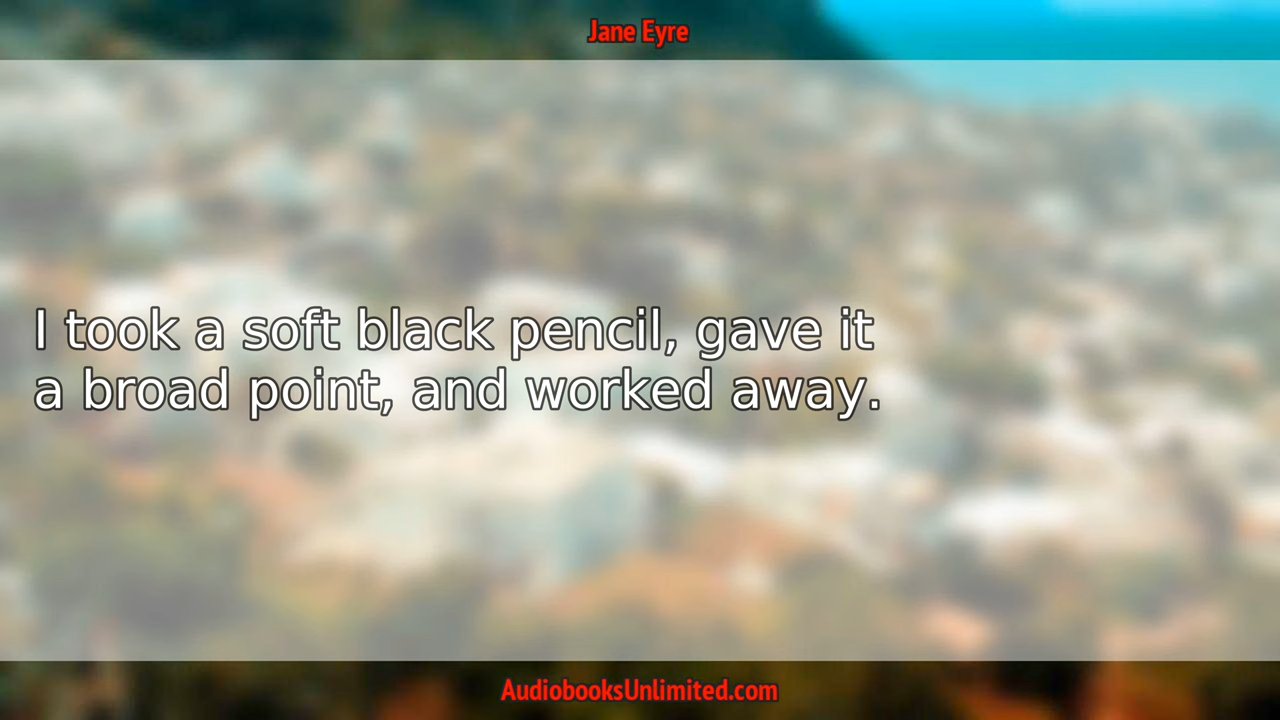 Jane Eyre
I took a soft black pencil, gave it
a broad point, and worked away.
AudiobooksUnlimited.com